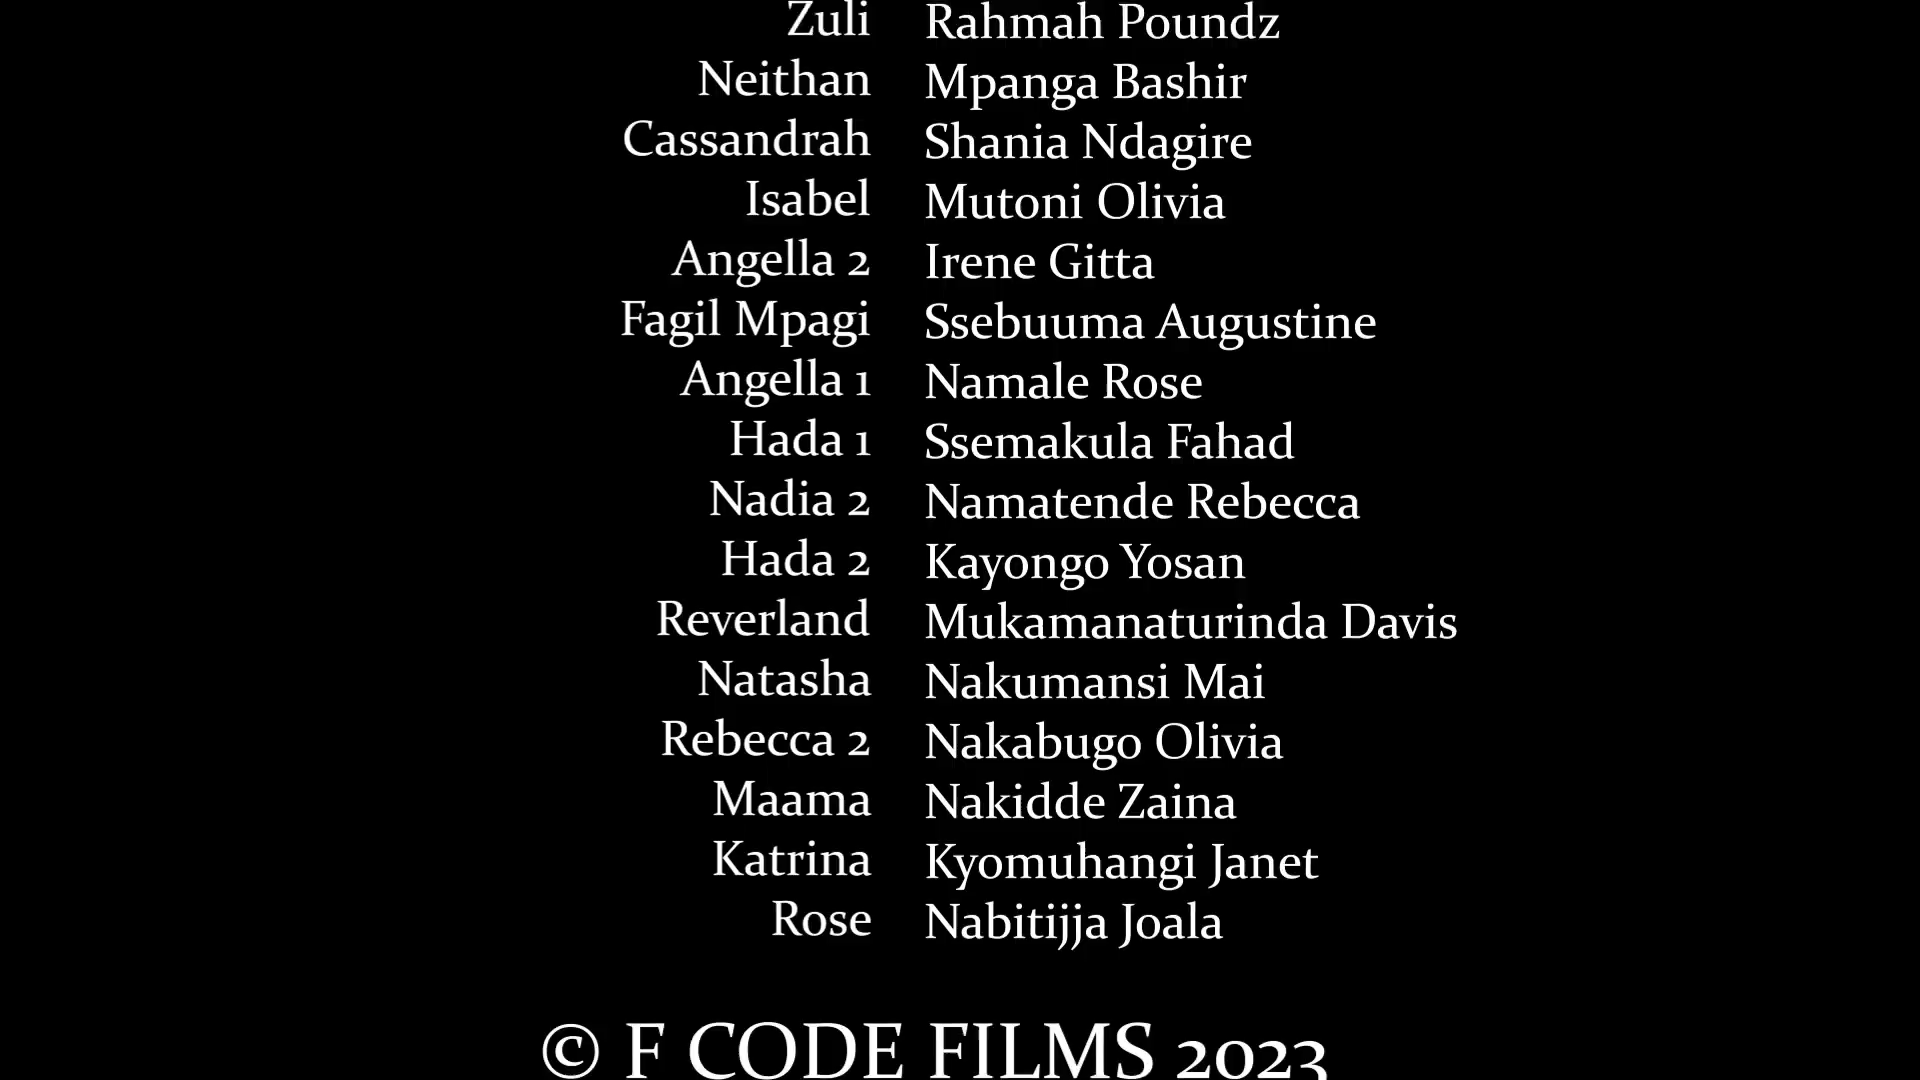 Zuli Rahmah Poundz
Neithan Mpanga Bashir
Cassandrah Shania Ndagire
Isabel Mutoni Olivia
Angella 2 Irene Gitta
Fagil Mpagi Ssebuuma Augustine
Angella 1 Namale Rose
Hada 1 Ssemakula Fahad
Nadia 2 Namatende Rebecca
Hada 2 Kayongo Yosan
Reverland Mukamanaturinda Davis
Natasha Nakumansi Mai
Rebecca 2 Nakabugo Olivia
Maama Nakidde Zaina
Katrina Kyomuhangi Janet
Rose Nabitijja Joala
© F CODE FILMS 2023